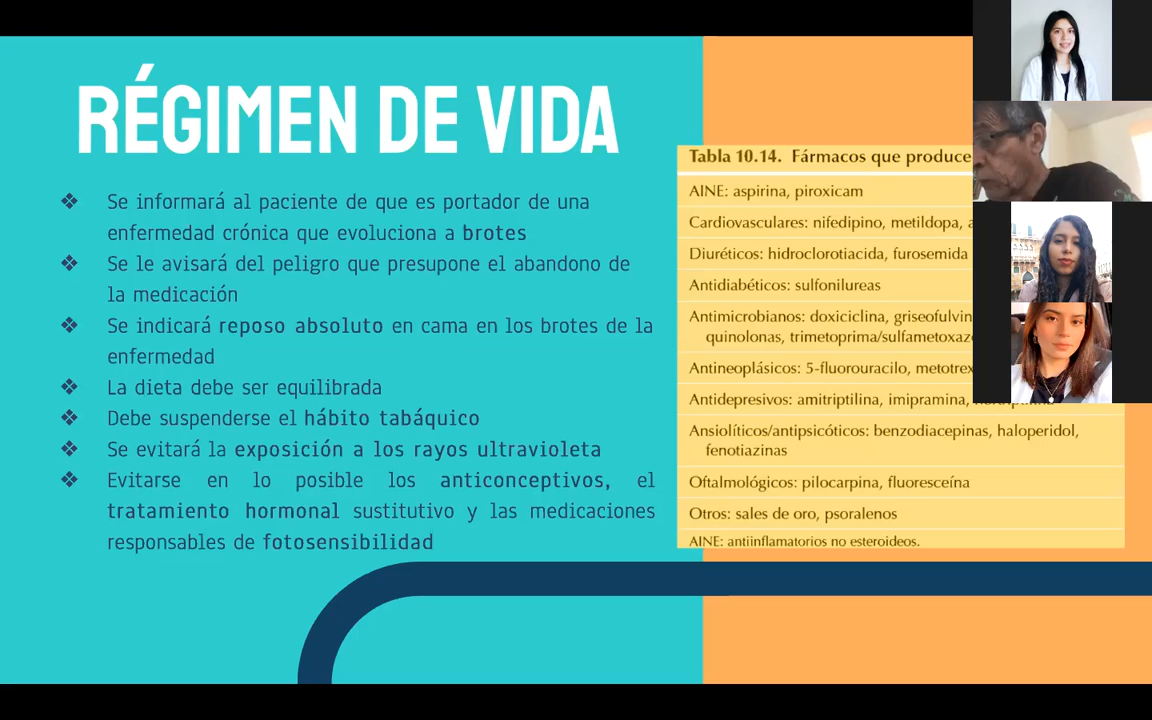 RÉGIMEN DE VIDA
❖ Se informará al paciente de que es portador de una
enfermedad crónica que evoluciona a brotes
❖ Se le avisará del peligro que presupone el abandono de
la medicación
❖ Se indicará reposo absoluto en cama en los brotes de la
enfermedad
❖ La dieta debe ser equilibrada
❖ Debe suspenderse el hábito tabáquico
❖ Se evitará la exposición a los rayos ultravioleta
❖ Evitarse en lo posible los anticonceptivos, el
tratamiento hormonal sustitutivo y las medicaciones
responsables de fotosensibilidad
Tabla 10.14. Fármacos que produce
AINE: aspirina, piroxicam
Cardiovasculares: nifedipino, metildopa,
Diuréticos: hidroclorotiacida, furosemida
Antidiabéticos: sulfonilureas
Antimicrobianos: doxiciclina,
quinolonas,
Antineoplásicos: 5-fluorouracilo,
Antidepresivos: amitriptilina, imipramina,
Ansiolíticos/antipsicóticos: benzodiacepinas, haloperidol,
fenotiazinas
Oftalmológicos: pilocarpina, fluoresceína
Otros: sales de oro, psoralenos
AINE: antiinflamatorios no esteroideos.